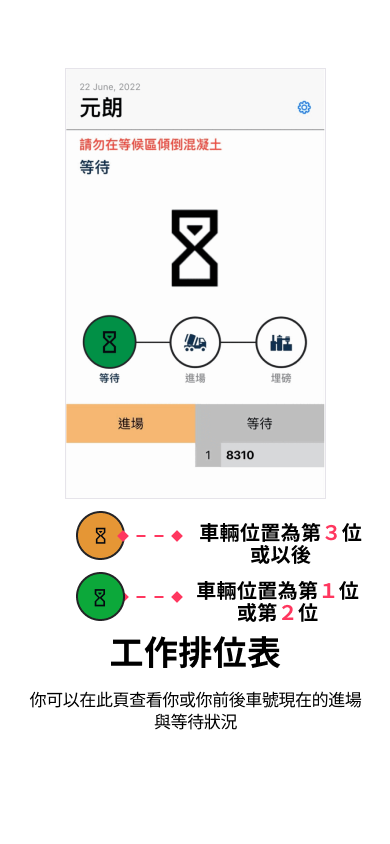 22 June, 2022
元朗
請勿在等候區傾倒混凝土
等待
等待
進場
埋磅
進場
等待
1 8310
車輛位置為第3位
或以後
車輛位置為第1位
或第2位
工作排位表
你可以在此頁查看你或你前後車號現在的進場
與等待狀況